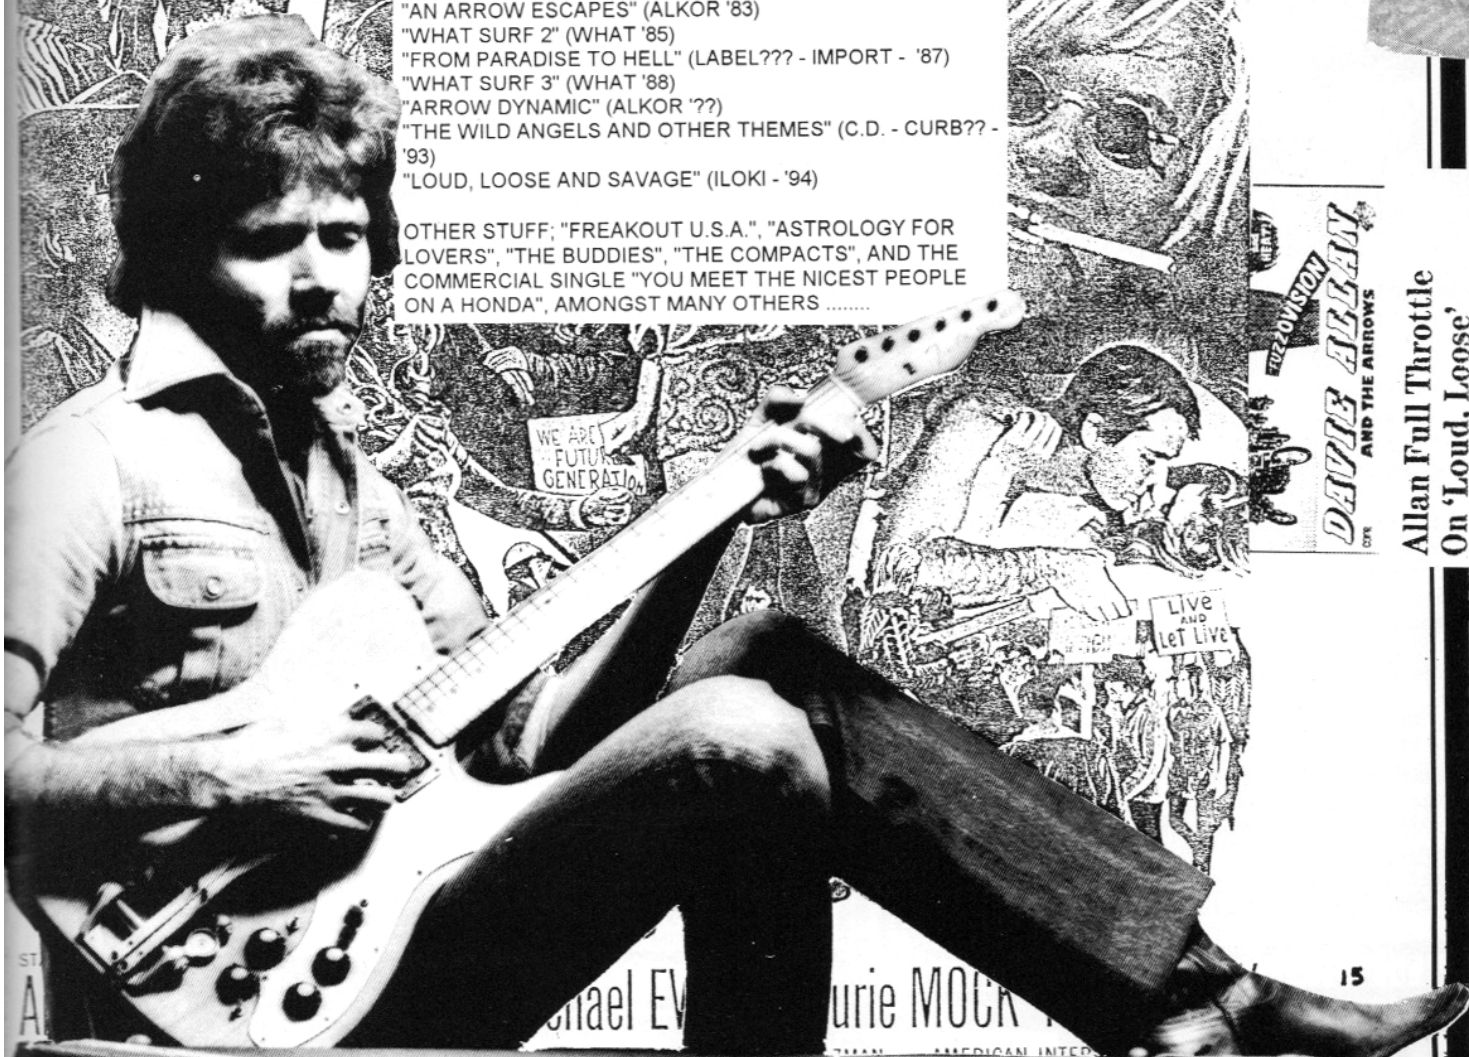 "AN ARROW ESCAPES" (ALKOR '83)
"WHAT SURF 2" (WHAT '85)
"FROM PARADISE TO HELL" (LABEL??? - IMPORT - '87)
"WHAT SURF 3" (WHAT '88)
"ARROW DYNAMIC" (ALKOR '??)
"THE WILD ANGELS AND OTHER THEMES" (C.D. - CURB?? -
'93)
"LOUD, LOOSE AND SAVAGE" (ILOKI - '94)
OTHER STUFF; "FREAKOUT U.S.A.", "ASTROLOGY FOR
LOVERS", "THE BUDDIES", "THE COMPACTS", AND THE
COMMERCIAL SINGLE "YOU MEET THE NICEST PEOPLE
ON A HONDA", AMONGST MANY OTHERS ........
WE ARE
FUTURE
GENERATION
LIVE
AND
LET LIVE
FUZZOVISION
DAVIE ALLAN
AND THE ARROWS
Allan Full Throttle
On 'Loud, Loose'
15
urie MOCK
AMERICAN